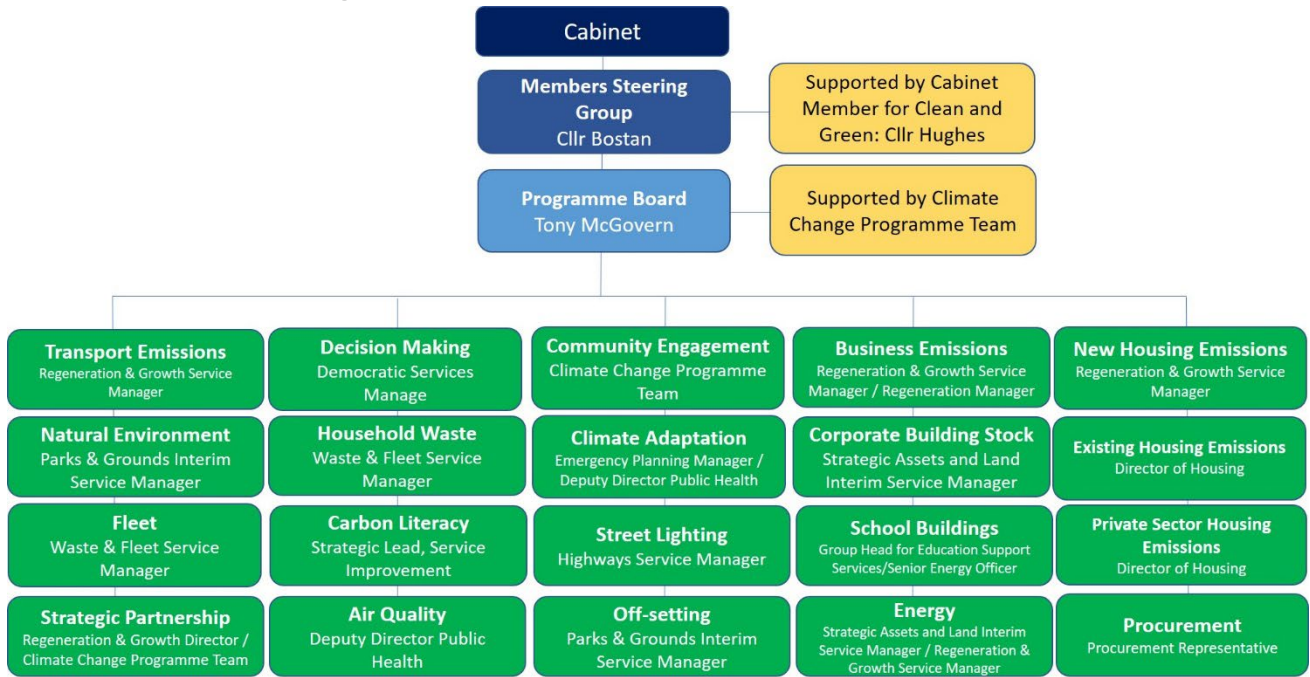 Cabinet
Members Steering
Group
Cllr Bostan
Supported by Cabinet
Member for Clean and
Green: Cllr Hughes
Programme Board
Tony McGovern
Supported by Climate
Change Programme Team
Transport Emissions
Regeneration & Growth Service
Manager
Decision Making
Democratic Services
Manage
Community Engagement
Climate Change Programme
Team
Business Emissions
Regeneration & Growth Service
Manager / Regeneration Manager
New Housing Emissions
Regeneration & Growth Service
Manager
Natural Environment
Parks & Grounds Interim
Service Manager
Household Waste
Waste & Fleet Service
Manager
Climate Adaptation
Emergency Planning Manager /
Deputy Director Public Health
Corporate Building Stock
Strategic Assets and Land
Interim Service Manager
Existing Housing Emissions
Director of Housing
Fleet
Waste & Fleet Service
Manager
Carbon Literacy
Strategic Lead, Service
Improvement
Street Lighting
Highways Service Manager
School Buildings
Group Head for Education Support
Services/Senior Energy Officer
Private Sector Housing
Emissions
Director of Housing
Strategic Partnership
Regeneration & Growth Director /
Climate Change Programme Team
Air Quality
Deputy Director Public
Health
Off-setting
Parks & Grounds Interim
Service Manager
Energy
Strategic Assets and Land Interim
Service Manager / Regeneration &
Growth Service Manager
Procurement
Procurement Representative